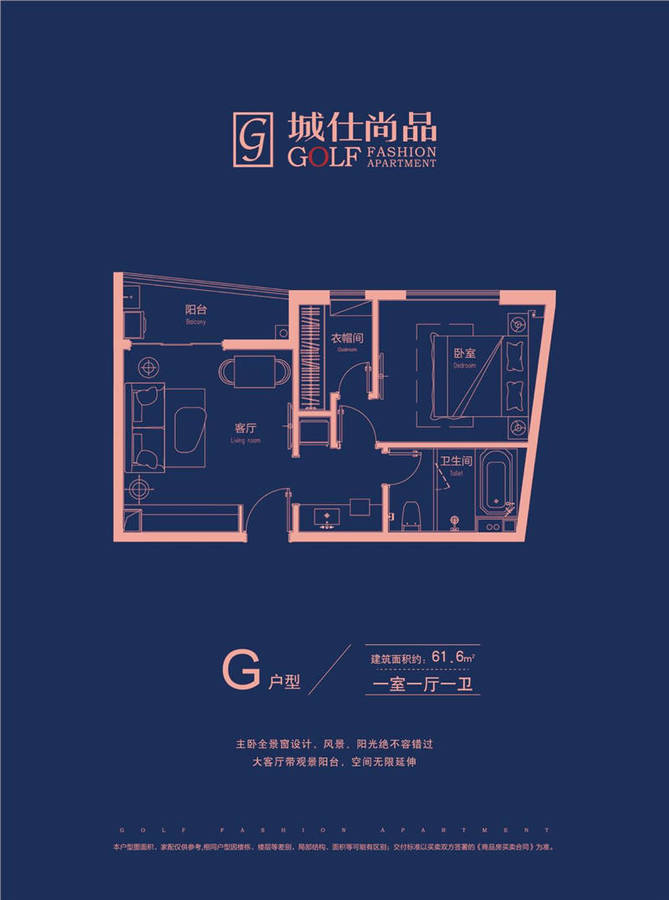 G 城仕尚品
GOLF FASHION
APARTMENT
阳台
Balcony
衣帽间
Cloakroom
卧室
Dedroom
客厅
Living room
卫生间
Toilet
G 户型
建筑面积约：61.6m²
一室一厅一卫
主卧全景窗设计、风景、阳光绝不容错过
大客厅带观景阳台，空间无限延伸
GOLF FASHION APARTMENT
本户型图面积、家配仅供参考,相同户型因楼栋、楼层等差别、局部结构、面积等可能有区别；交付标准以买卖双方签署的《商品房买卖合同》为准。